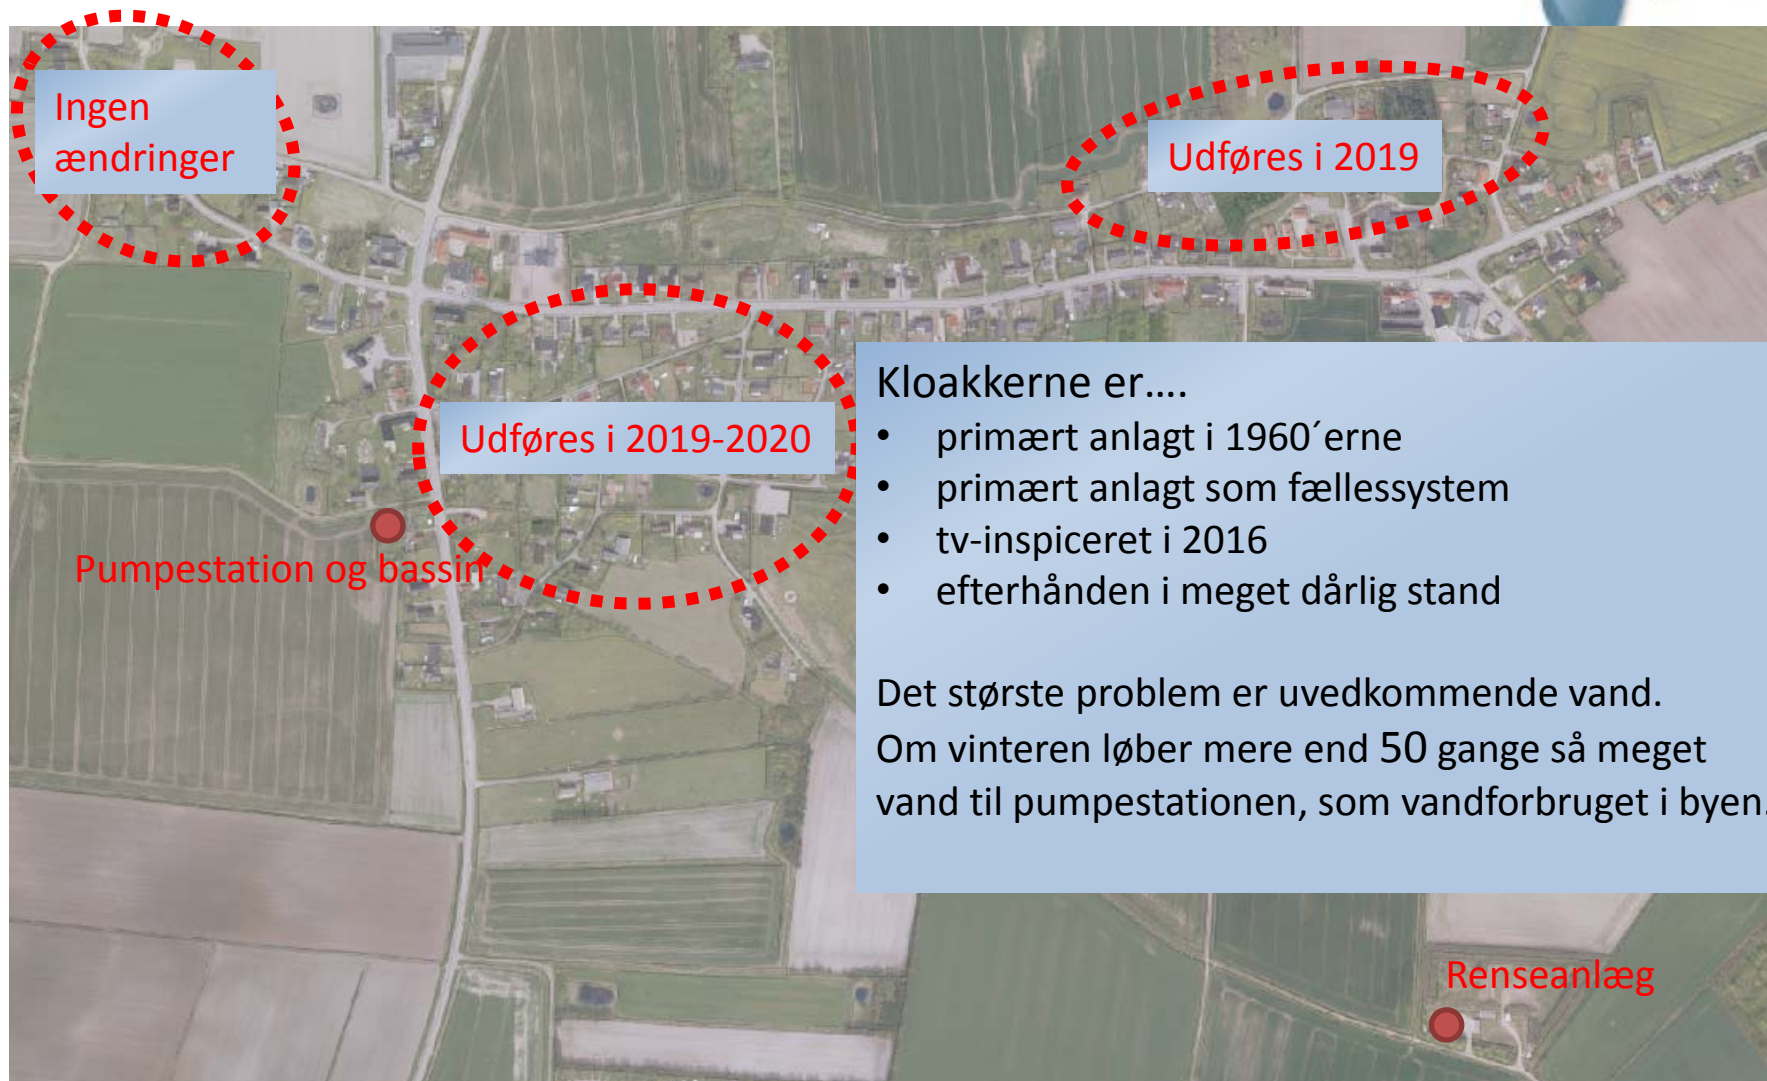 Ingen
ændringer
Udføres i 2019
Udføres i 2019-2020
Pumpestation og bassin
Kloakkerne er....
• primært anlagt i 1960´erne
• primært anlagt som fællessystem
• tv-inspiceret i 2016
• efterhånden i meget dårlig stand
Det største problem er uvedkommende vand.
Om vinteren løber mere end 50 gange så meget
vand til pumpestationen, som vandforbruget i byen.
Renseanlæg